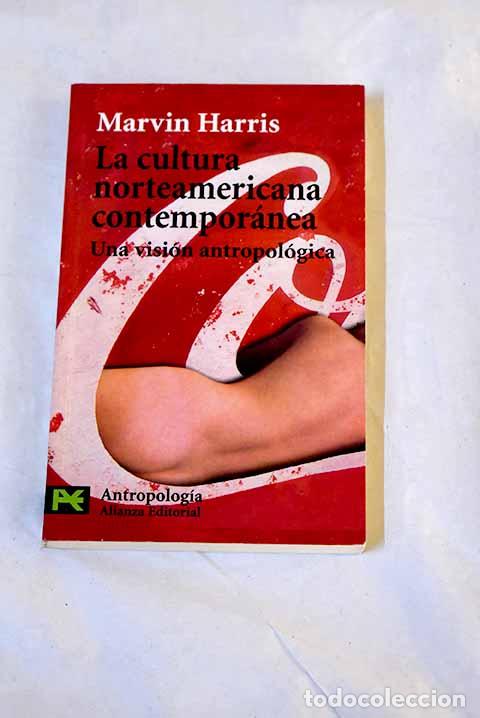 Marvin Harris
La cultura
norteamericana
contemporánea
Una visión antropológica
Antropología
Alianza Editorial
todocoleccion